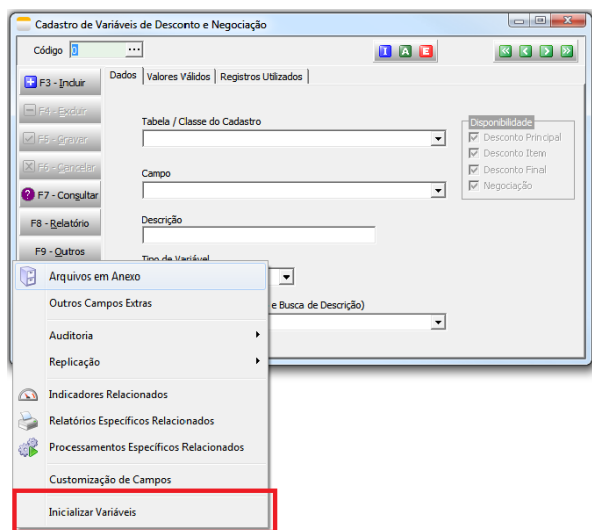 Cadastro de Variáveis de Desconto e Negociação
Código 0 ...
I A E
F3 - Incluir
F4 - Excluir
F5 - Gravar
F6 - Cancelar
F7 - Consultar
F8 - Relatório
F9 - Outros
Dados Valores Válidos Registros Utilizados
Tabela / Classe do Cadastro
Campo
Descrição
Tipo de Variável
e Busca de Descrição)
Disponibilidade
Desconto Principal
Desconto Item
Desconto Final
Negociação
Arquivos em Anexo
Outros Campos Extras
Auditoria
Replicação
Indicadores Relacionados
Relatórios Específicos Relacionados
Processamentos Específicos Relacionados
Customização de Campos
Inicializar Variáveis